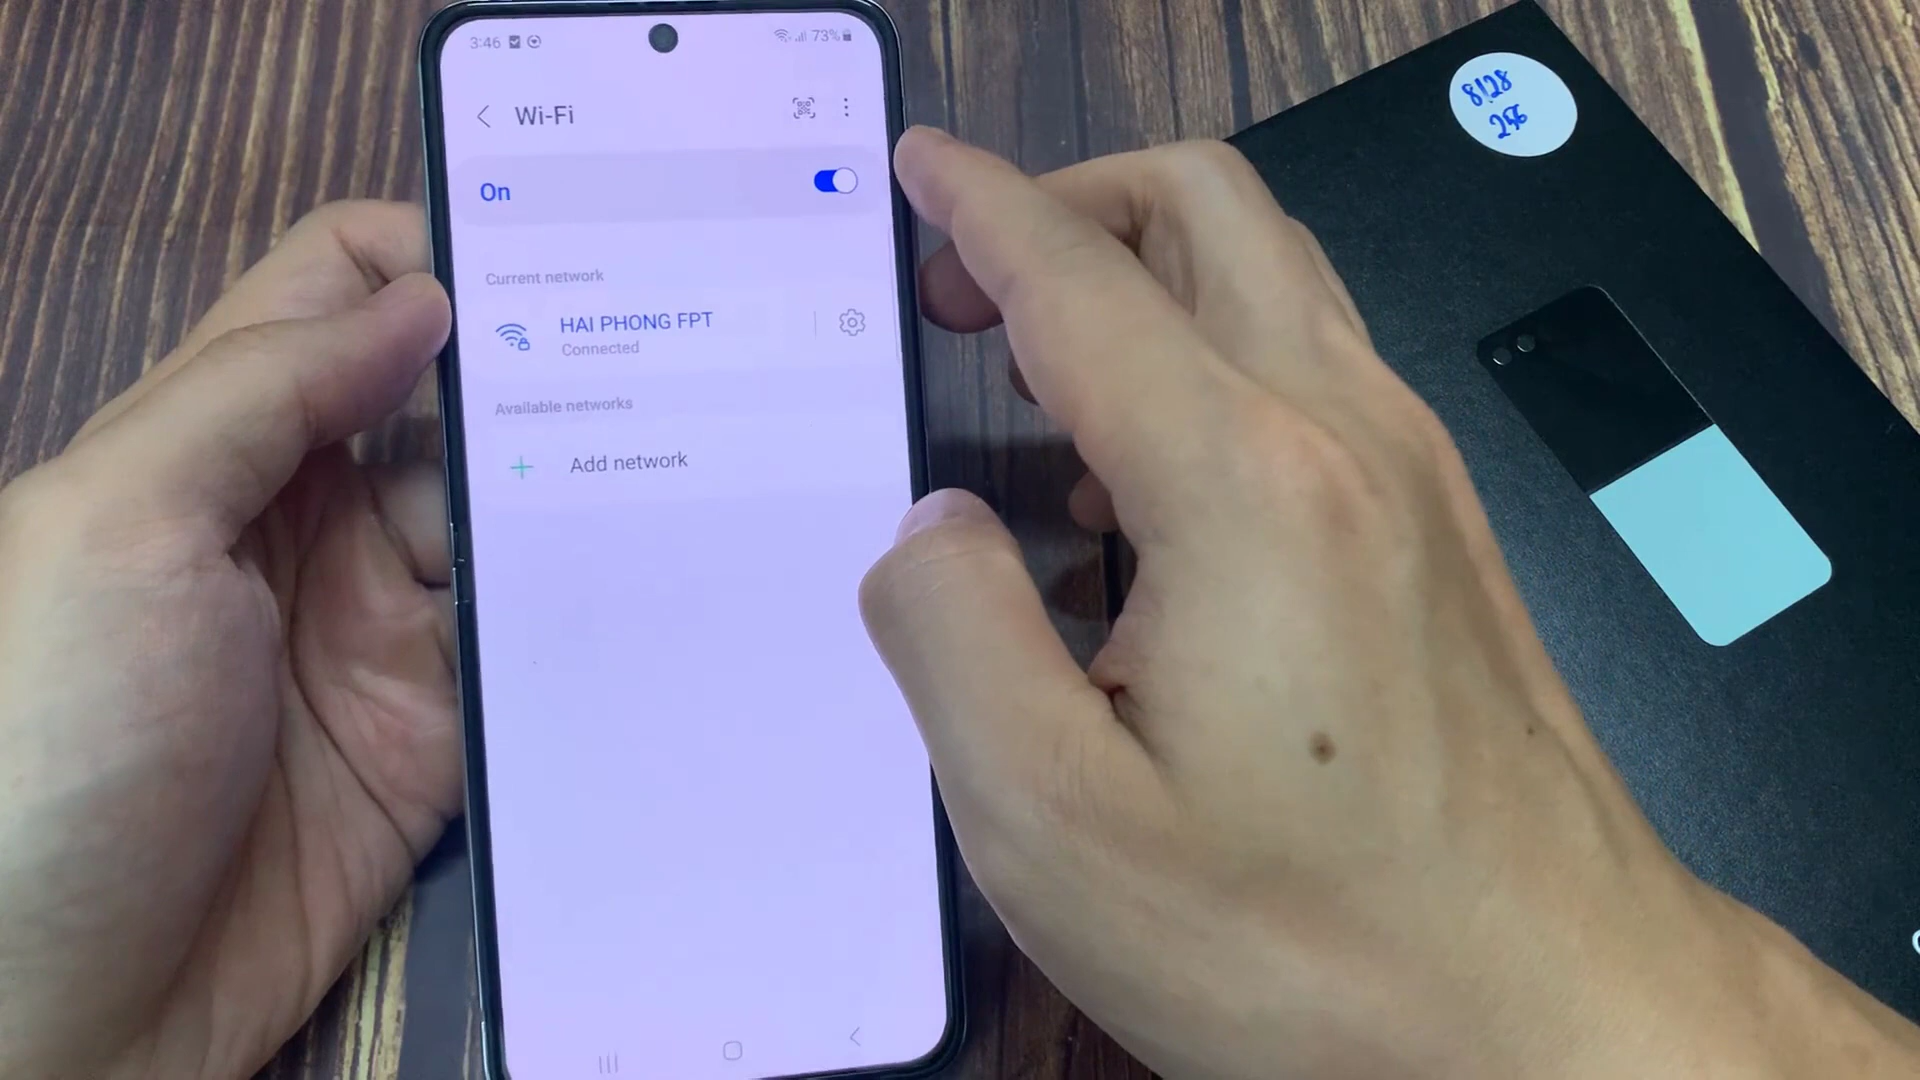 3:46
73%
Wi-Fi
On
Current network
HAI PHONG FPT
Connected
Available networks
Add network
8128
256